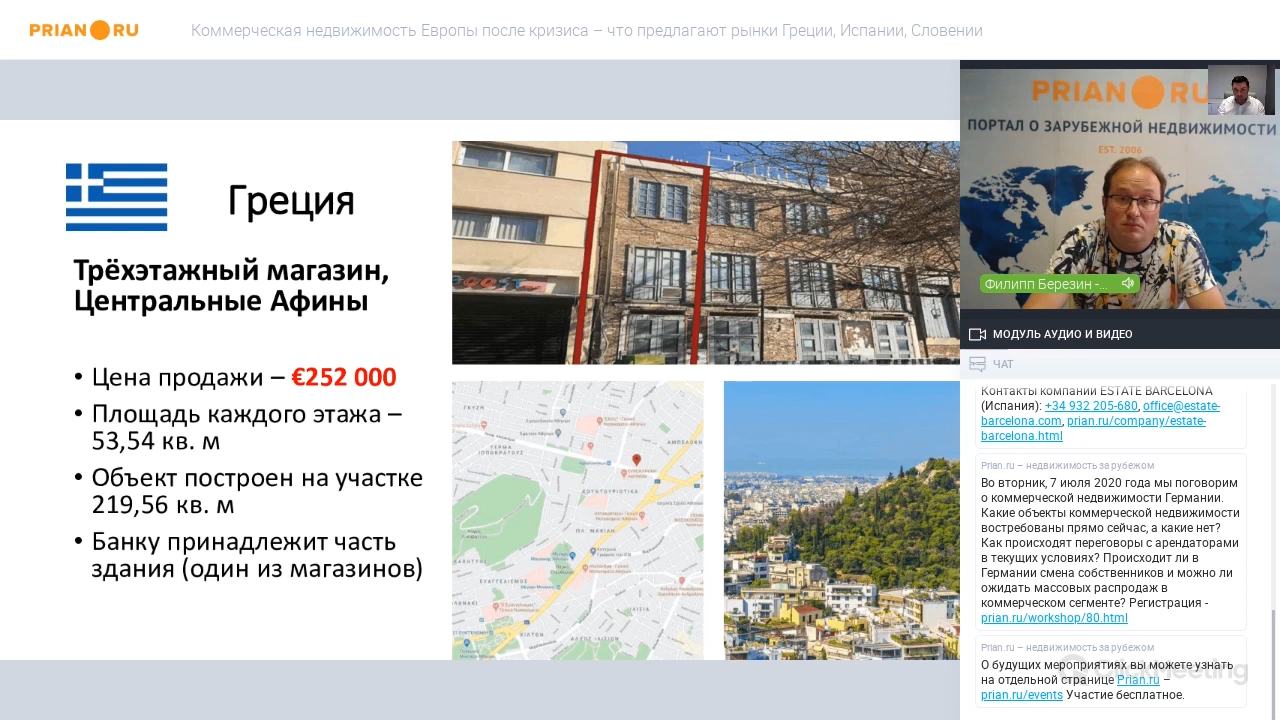 PRIAN RU
Коммерческая недвижимость Европы после кризиса – что предлагают рынки Греции, Испании, Словении
Греция
Трёхэтажный магазин,
Центральные Афины
• Цена продажи – €252 000
• Площадь каждого этажа –
53,54 кв. м
• Объект построен на участке
219,56 кв. м
• Банку принадлежит часть
здания (один из магазинов)
PRIAN RU
ПОРТАЛ О ЗАРУБЕЖНОЙ НЕДВИЖИМОСТИ
EST. 2006
Филипп Березин -...
МОДУЛЬ АУДИО И ВИДЕО
ЧАТ
Контакты компании ESTATE BARCELONA
(Испания): +34 932 205-680, office@estate-
barcelona.com, prian.ru/company/estate-
barcelona.html
Prian.ru – недвижимость за рубежом
Во вторник, 7 июля 2020 года мы поговорим
о коммерческой недвижимости Германии.
Какие объекты коммерческой недвижимости
востребованы прямо сейчас, а какие нет?
Как происходят переговоры с арендаторами
в текущих условиях? Происходит ли в
Германии смена собственников и можно ли
ожидать массовых распродаж в
коммерческом сегменте? Регистрация -
prian.ru/workshop/80.html
Prian.ru – недвижимость за рубежом
О будущих мероприятиях вы можете узнать
на отдельной странице Prian.ru –
prian.ru/events Участие бесплатное.
ClickMeeting